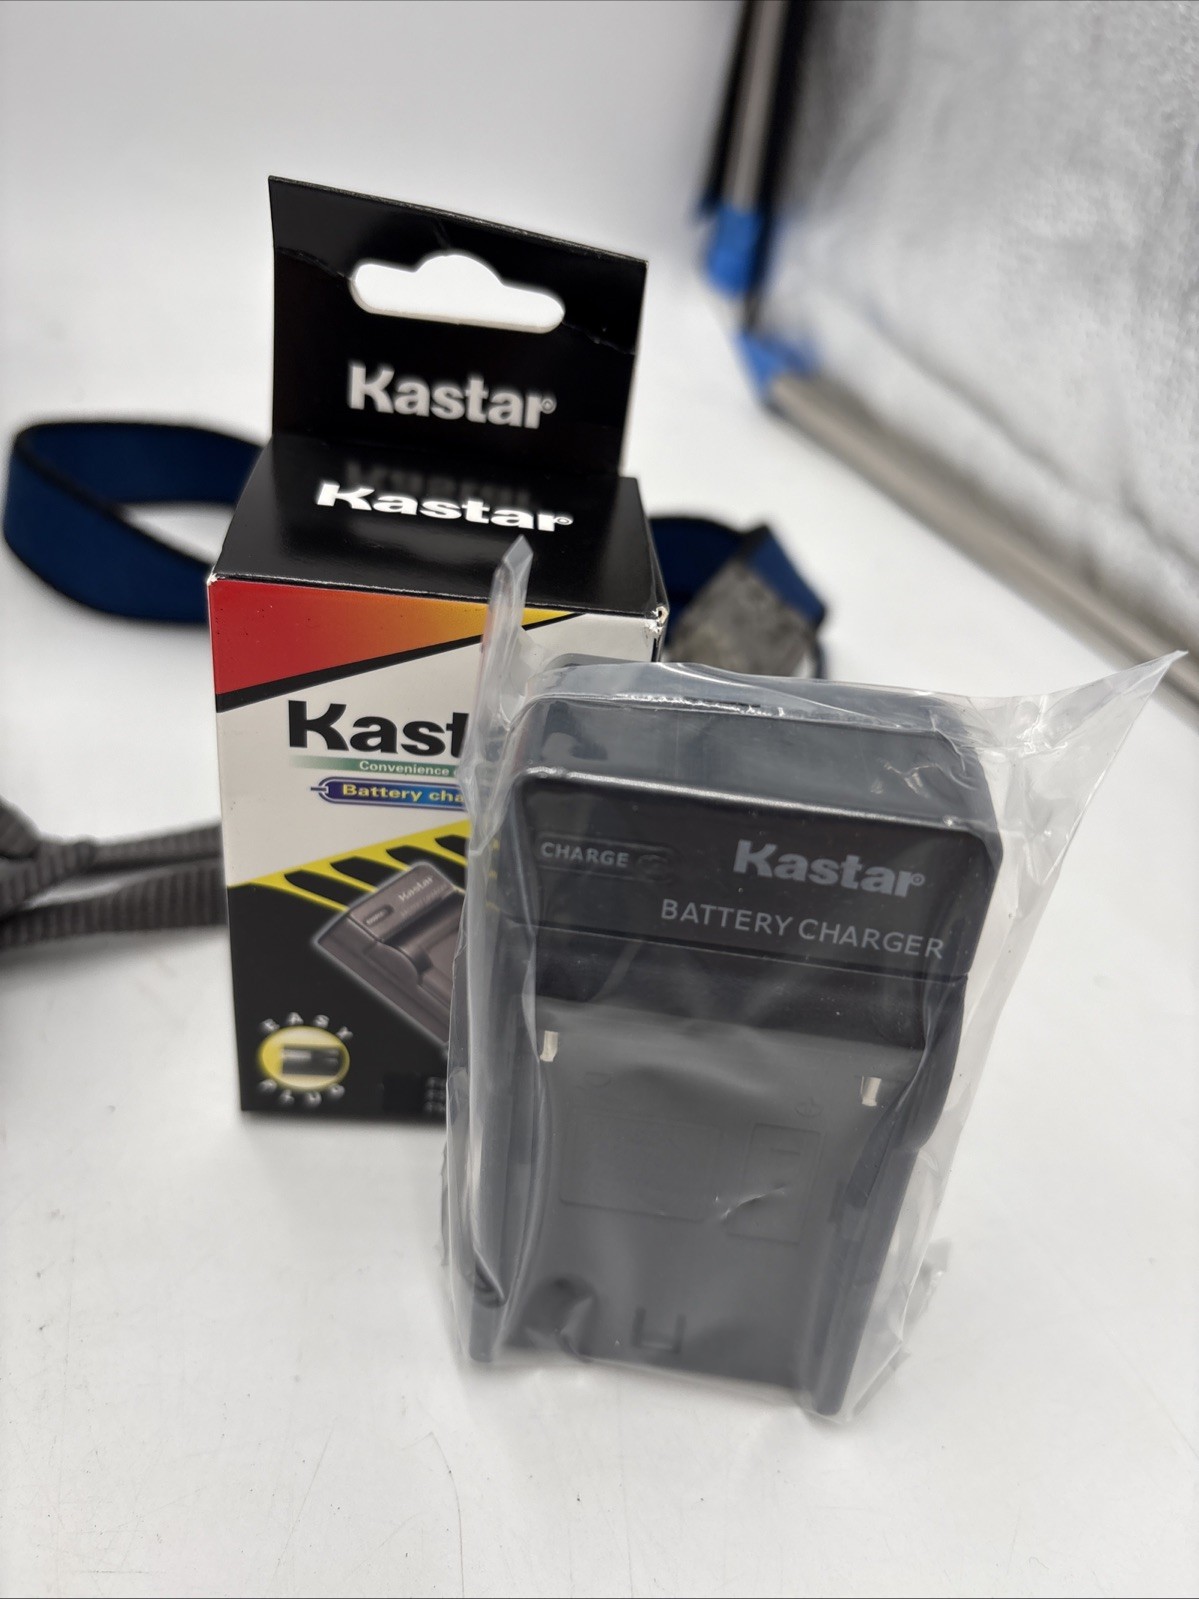 Kastar®
Kastar®
Kast
Convenience
Battery cha
Kastar
EASY
PLUG
CHARGE
Kastar®
BATTERY CHARGER